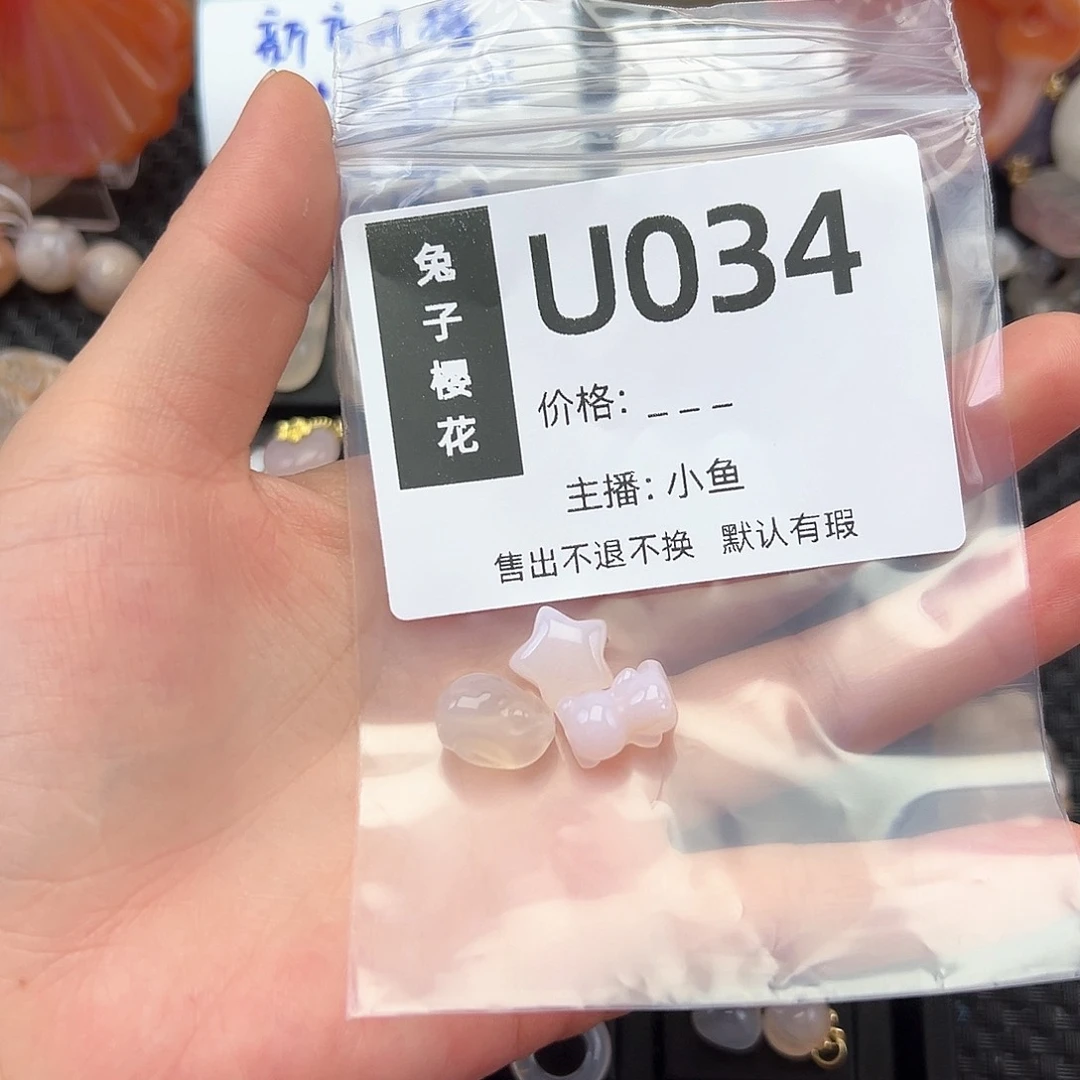 兔子樱花
U034
价格: _ _ _
主播: 小鱼
售出不退不换 默认有瑕